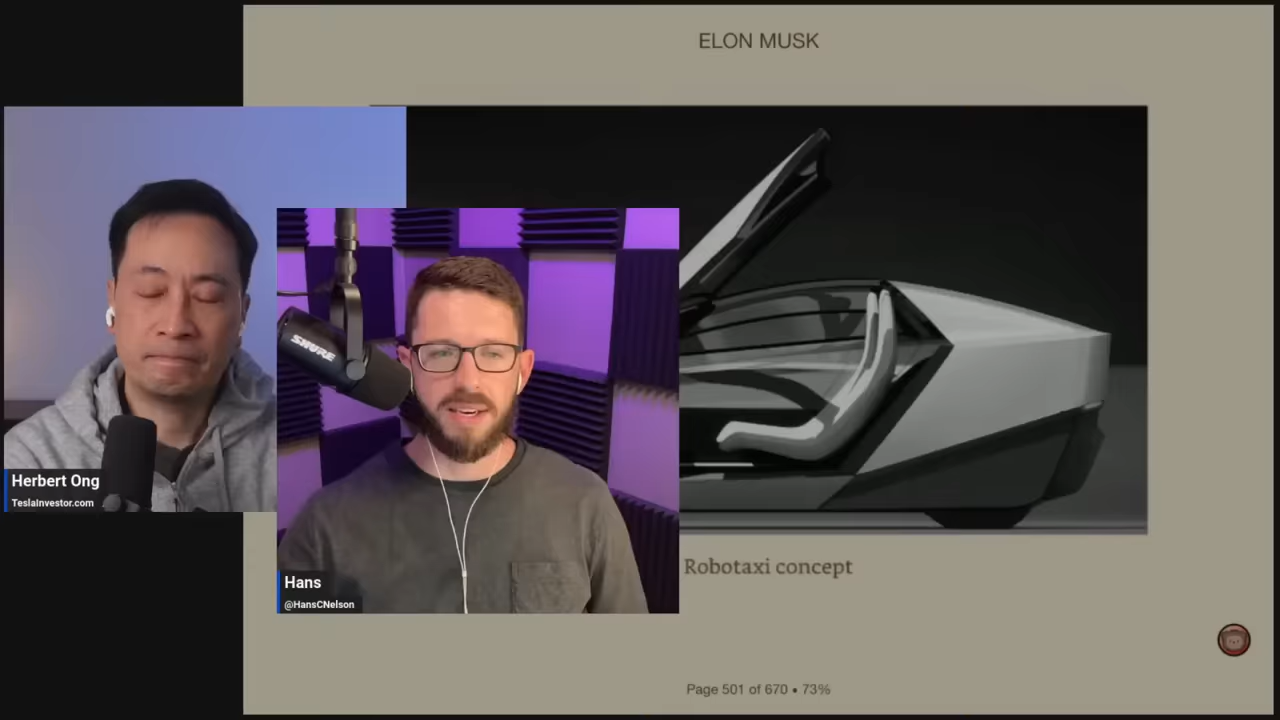 ELON MUSK
SHURE
Herbert Ong
TeslaInvestor.com
Hans
@HansCNelson
Robotaxi concept
Page 501 of 670 • 73%